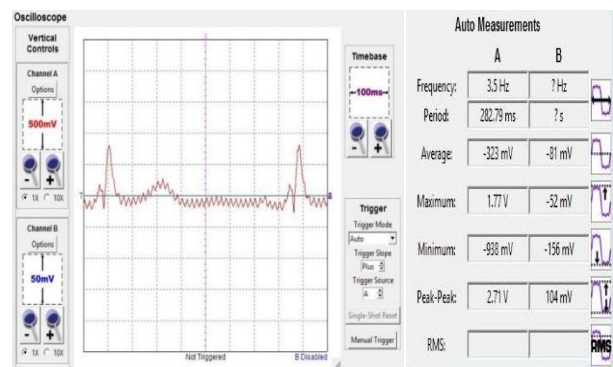 Oscilloscope
Vertical
Controls
Channel A
Options
500mV
- +
1X 10X
Channel B
Options
50mV
- +
1X 10X
T
B
Not Triggered
B Disabled
Timebase
100ms
- +
Trigger
Trigger Mode
Auto
Trigger Slope
Plus
Trigger Source
A
Single-Shot Reset
Manual Trigger
Auto Measurements
A B
Frequency: 3.5 Hz ? Hz
Period: 282.79 ms ? s
Average: -323 mV -81 mV
Maximum: 1.77 V -52 mV
Minimum: -938 mV -156 mV
Peak-Peak: 2.71 V 104 mV
RMS:
RMS